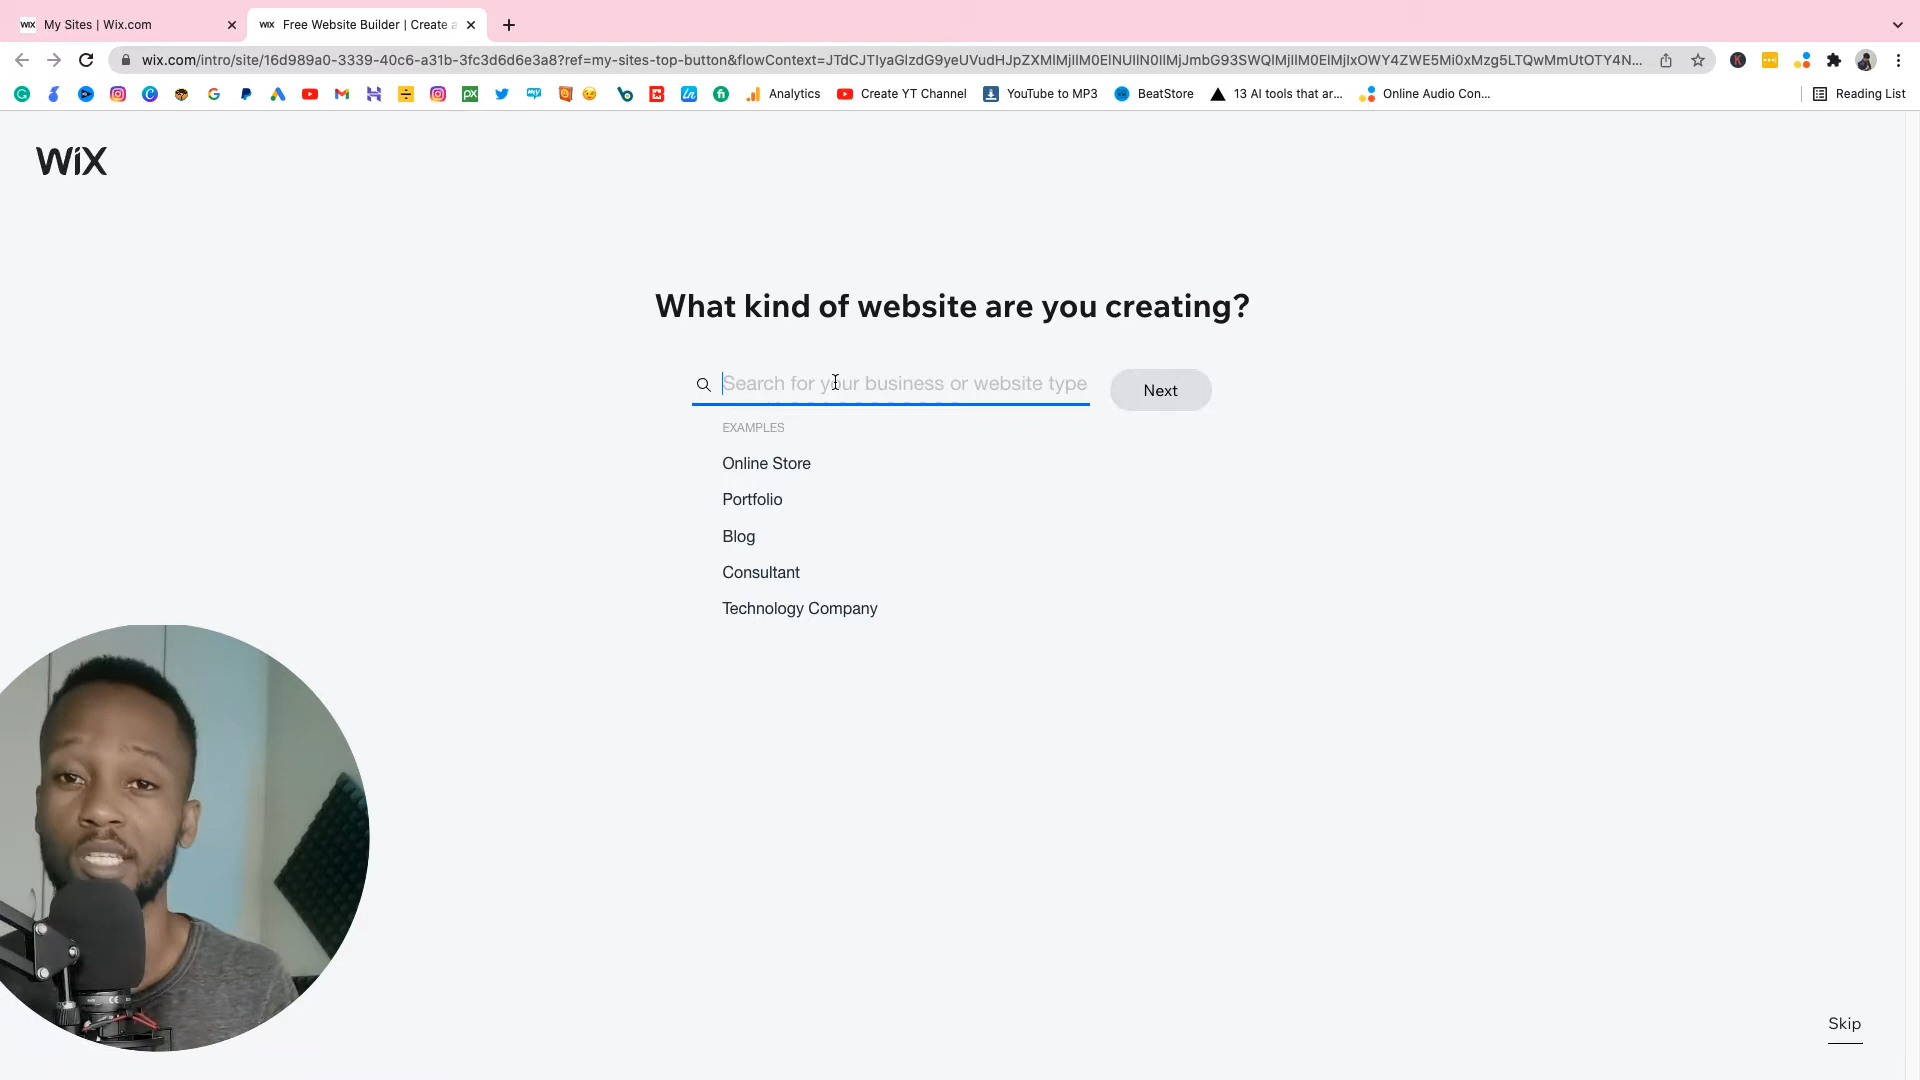 WiX My Sites | Wix.com
WiX Free Website Builder | Create a
wix.com/intro/site/16d989a0-3339-40c6-a31b-3fc3d6d6e3a8?ref=my-sites-top-button&flowContext=JTdCJTIyaGlzdG9yeUVudHJpZXMlMjIlM0ElNUIlN0IlMjJmbG93SWQlMjIlM0ElMjIxOWY4ZWE5Mi0xMzg5LTQwMmUtOTY4N...
Analytics
Create YT Channel
YouTube to MP3
BeatStore
13 AI tools that ar...
Online Audio Con...
Reading List
WiX
What kind of website are you creating?
Search for your business or website type
Next
EXAMPLES
Online Store
Portfolio
Blog
Consultant
Technology Company
Skip